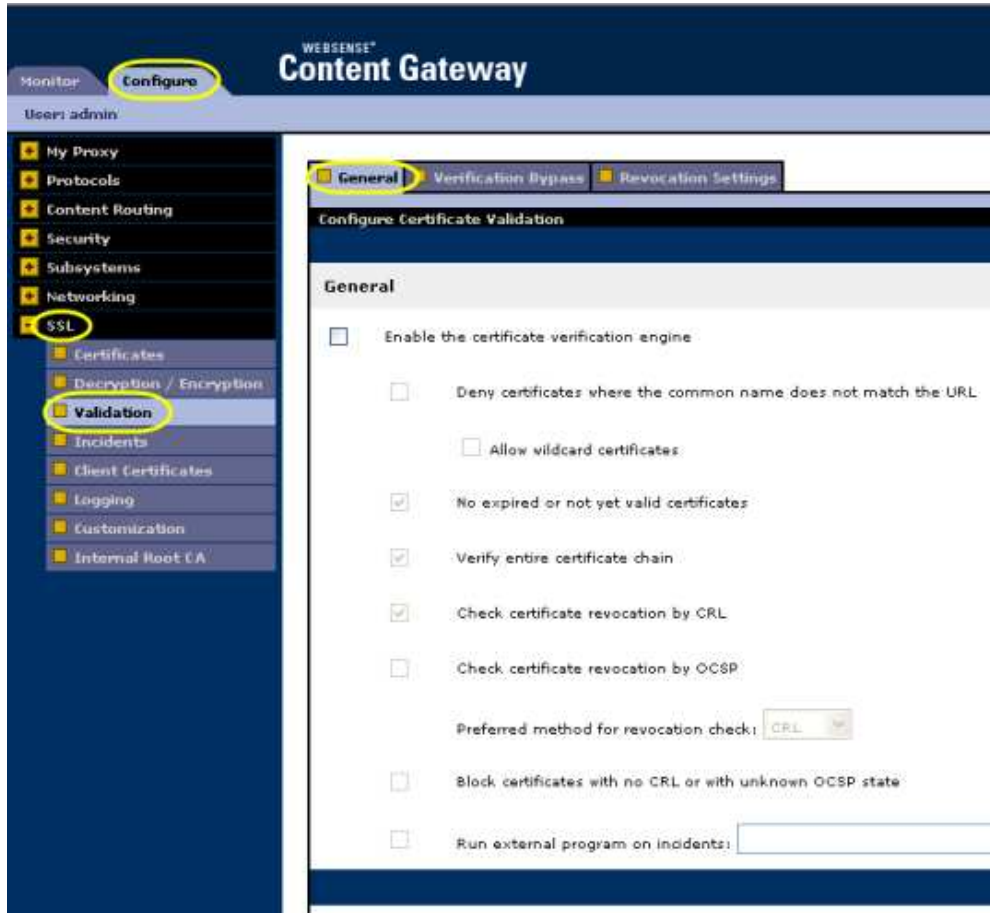 WEBSENSE*
Content Gateway
Monitor
Configure
User: admin
My Proxy
Protocols
Content Routing
Security
Subsystems
Networking
SSL
Certificates
Decryption / Encryption
Validation
Incidents
Client Certificates
Logging
Customization
Internal Root CA
General
Verification Bypass
Revocation Settings
Configure Certificate Validation
General
Enable the certificate verification engine
Deny certificates where the common name does not match the URL
Allow wildcard certificates
No expired or not yet valid certificates
Verify entire certificate chain
Check certificate revocation by CRL
Check certificate revocation by OCSP
Preferred method for revocation check: CRL
Block certificates with no CRL or with unknown OCSP state
Run external program on incidents: